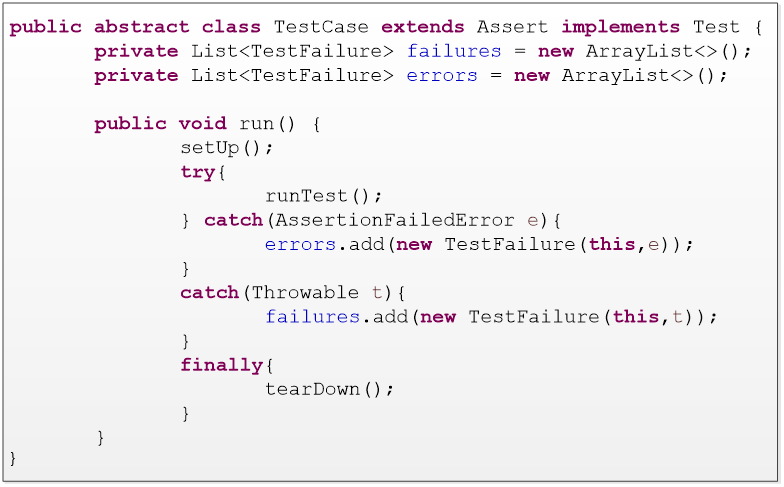 public abstract class TestCase extends Assert implements Test {
private List<TestFailure> failures = new ArrayList<>();
private List<TestFailure> errors = new ArrayList<>();
public void run() {
setUp();
try{
runTest();
} catch(AssertionFailedError e){
errors.add(new TestFailure(this,e));
}
catch(Throwable t){
failures.add(new TestFailure(this,t));
}
finally{
tearDown();
}
}
}